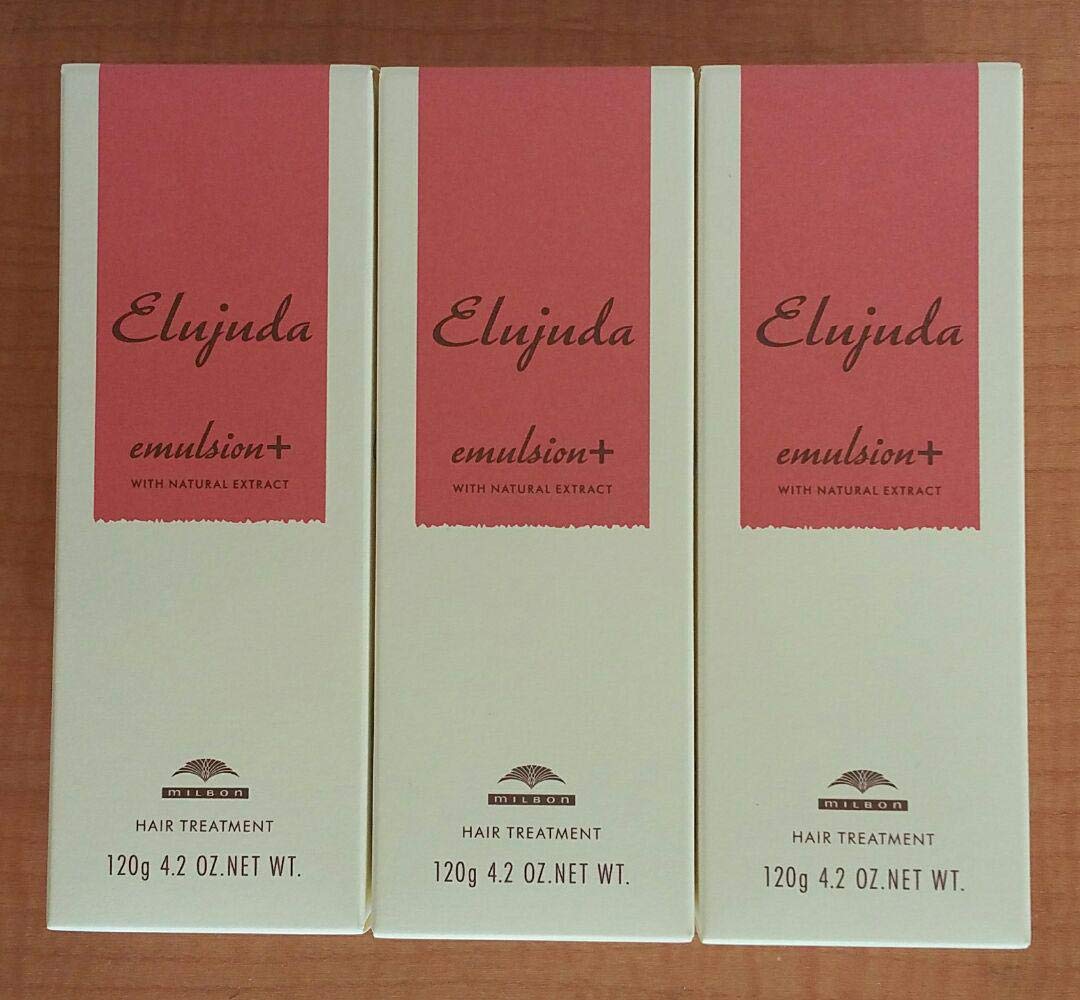 Elujuda
emulsion+
WITH NATURAL EXTRACT
MILBON
HAIR TREATMENT
120g 4.2 OZ.NET WT.
Elujuda
emulsion+
WITH NATURAL EXTRACT
MILBON
HAIR TREATMENT
120g 4.2 OZ.NET WT.
Elujuda
emulsion+
WITH NATURAL EXTRACT
MILBON
HAIR TREATMENT
120g 4.2 OZ.NET WT.